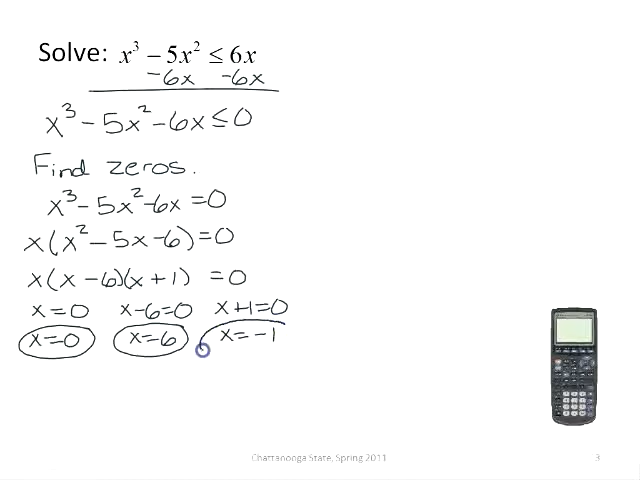 Solve: x³ − 5x² ≤ 6x
−6x −6x
x³ − 5x² − 6x ≤ 0
Find zeros.
x³ − 5x² − 6x = 0
x(x² − 5x − 6) = 0
x(x − 6)(x + 1) = 0
x = 0 x − 6 = 0 x + 1 = 0
x = 0 x = 6 x = −1
Chattanooga State, Spring 2011 3